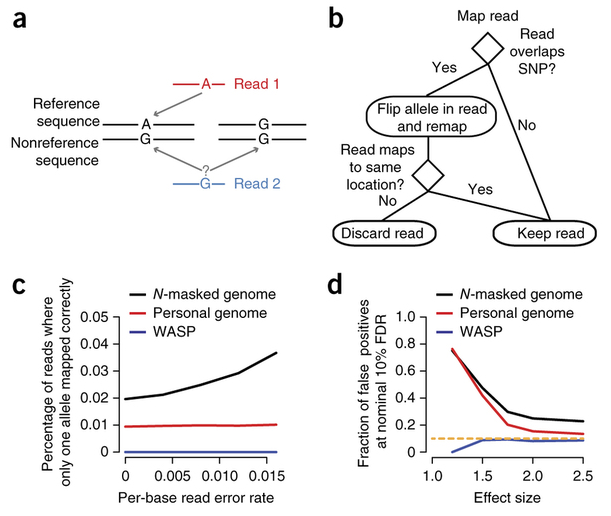 a
Read 1
A
Reference
sequence
A
G
Nonreference
sequence
G
G
?
G
Read 2
b
Map read
Read
overlaps
SNP?
Yes
Flip allele in read
and remap
No
Read maps
to same
location?
No
Yes
Discard read
Keep read
c
N-masked genome
Personal genome
WASP
Percentage of reads where
only one allele mapped correctly
0.05
0.04
0.03
0.02
0.01
0
0
0.005
0.010
0.015
Per-base read error rate
d
N-masked genome
Personal genome
WASP
Fraction of false positives
at nominal 10% FDR
1.0
0.8
0.6
0.4
0.2
0
1.0
1.5
2.0
2.5
Effect size